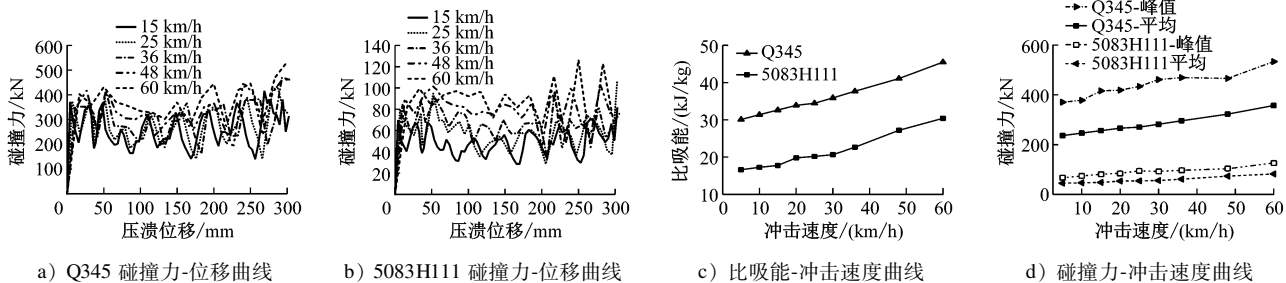 15 km/h
25 km/h
36 km/h
48 km/h
60 km/h
600
500
400
300
200
100
0
50
100
150
200
250
300
碰撞力/kN
压溃位移/mm
a）Q345 碰撞力-位移曲线
15 km/h
25 km/h
36 km/h
48 km/h
60 km/h
140
120
100
80
60
40
20
0
50
100
150
200
250
300
碰撞力/kN
压溃位移/mm
b）5083H111 碰撞力-位移曲线
Q345
5083H111
50
40
30
20
10
0
10
20
30
40
50
60
比吸能/(kJ/kg)
冲击速度/(km/h)
c）比吸能-冲击速度曲线
Q345-峰值
Q345-平均
5083H111-峰值
5083H111平均
600
400
200
0
0
10
20
30
40
50
60
碰撞力/kN
冲击速度/(km/h)
d）碰撞力-冲击速度曲线